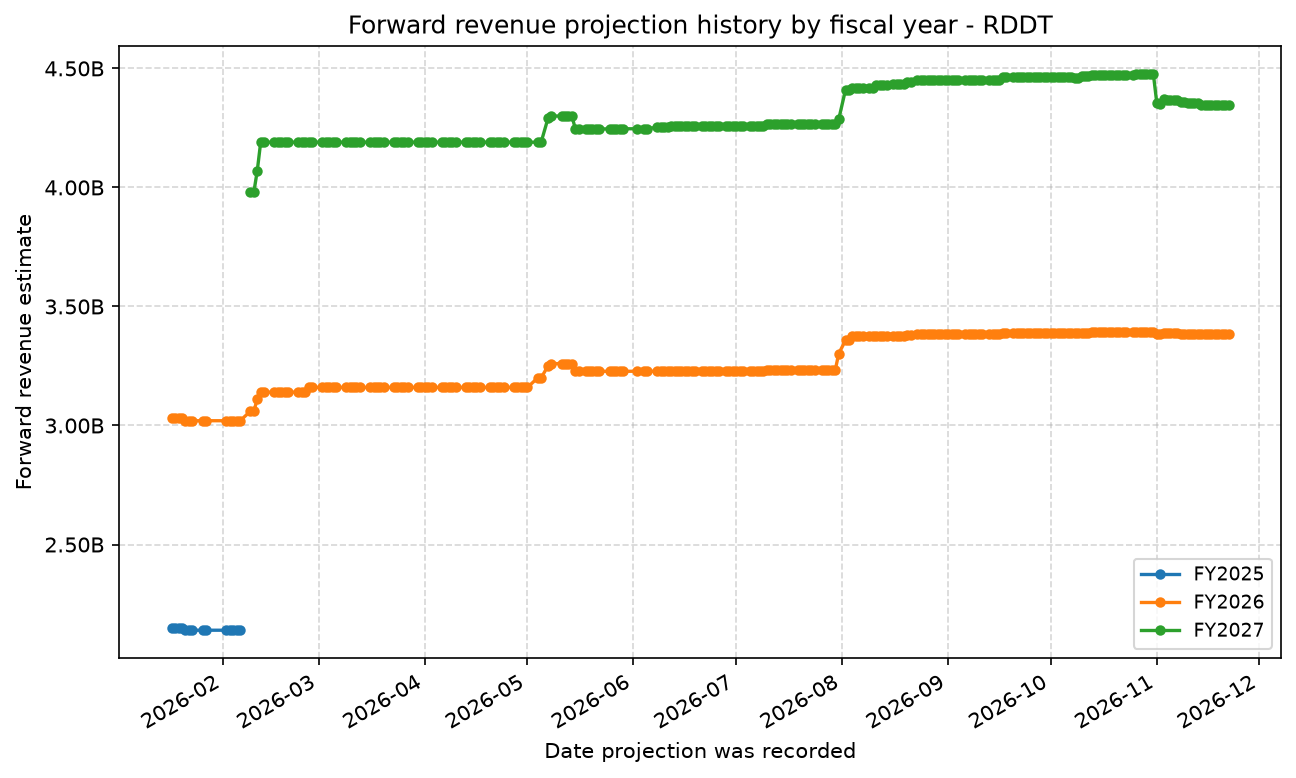 Forward revenue projection history by fiscal year - RDDT
Forward revenue estimate
4.50B
4.00B
3.50B
3.00B
2.50B
FY2025
FY2026
FY2027
2026-02
2026-03
2026-04
2026-05
2026-06
2026-07
2026-08
2026-09
2026-10
2026-11
2026-12
Date projection was recorded